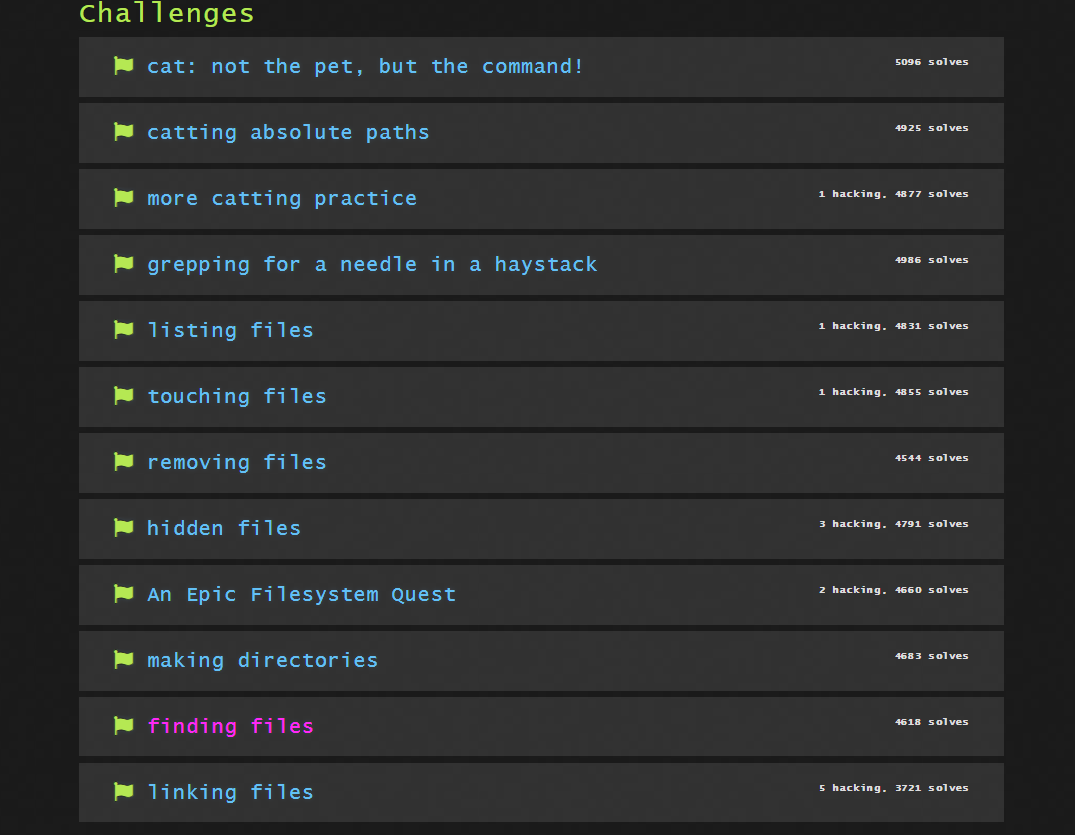 Challenges
cat: not the pet, but the command!
5096 solves
catting absolute paths
4925 solves
more catting practice
1 hacking, 4877 solves
grepping for a needle in a haystack
4986 solves
listing files
1 hacking, 4831 solves
touching files
1 hacking, 4855 solves
removing files
4544 solves
hidden files
3 hacking, 4791 solves
An Epic Filesystem Quest
2 hacking, 4660 solves
making directories
4683 solves
finding files
4618 solves
linking files
5 hacking, 3721 solves